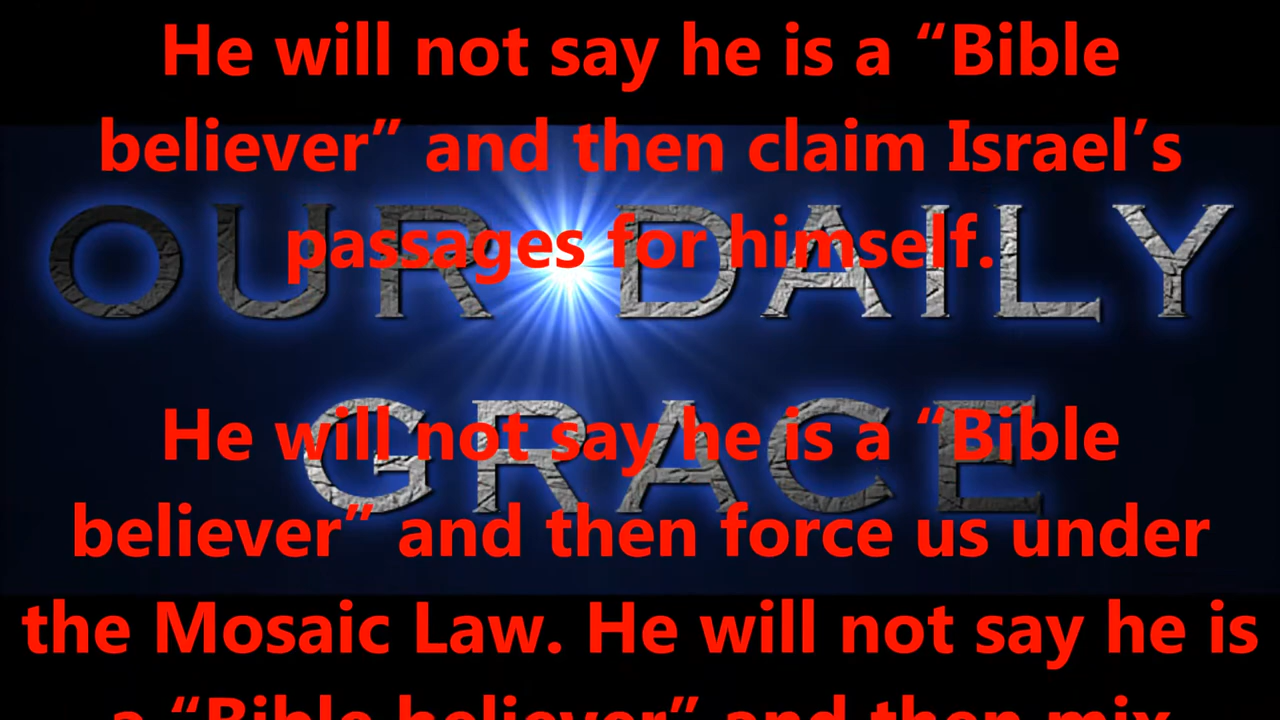 He will not say he is a “Bible
believer” and then claim Israel’s
passages for himself.
OUR DAILY
GRACE
He will not say he is a “Bible
believer” and then force us under
the Mosaic Law. He will not say he is
a “Bible believer” and then mix